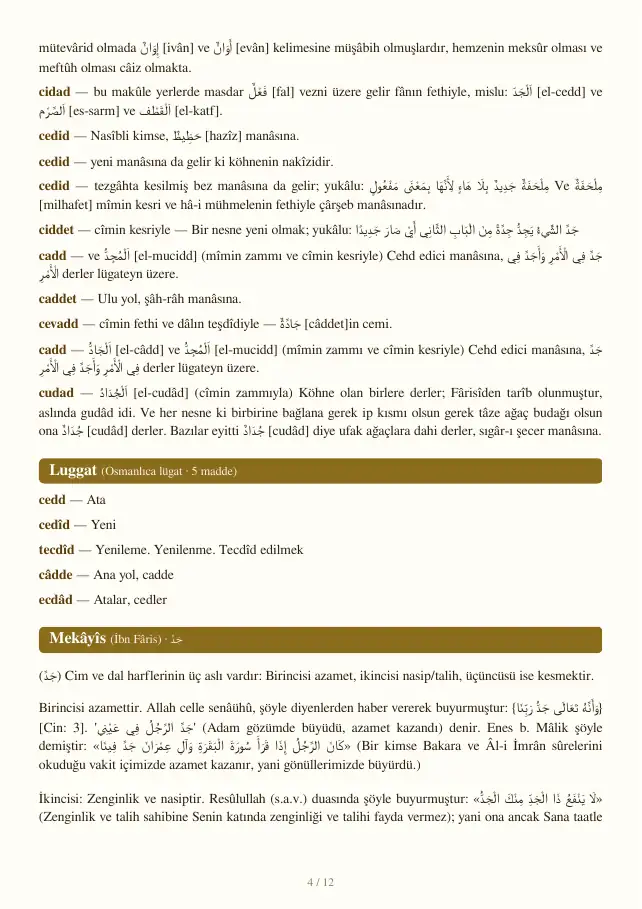 mütevârid olmada إِوَانٌ [ivân] ve أَوَانٌ [evân] kelimesine müşâbih olmuşlardır, hemzenin meksûr olması ve
meftûh olması câiz olmakta.
cidad — bu makûle yerlerde masdar فَعْلٌ [fal] vezni üzere gelir fânın fethiyle, mislu: اَلْجَدّ [el-cedd] ve
اَلصَّرْم [es-sarm] ve اَلْقَطْف [el-katf].
cedid — Nasîbli kimse, حَظِيظٌ [hazîz] manâsına.
cedid — yeni manâsına da gelir ki köhnenin nakîzidir.
cedid — tezgâhta kesilmiş bez manâsına da gelir; yukâlu: مِلْحَفَةٌ جَدِيدٌ بِلَا هَاءٍ لِأَنَّهَا بِمَعْنَى مَفْعُولٍ Ve مِلْحَفَةٌ
[milhafet] mîmin kesri ve hâ-i mühmelenin fethiyle çârşeb manâsınadır.
ciddet — cîmin kesriyle — Bir nesne yeni olmak; yukâlu: جَدَّ الشَّيءُ يَجِدُّ جِدَّةً مِنَ الْبَابِ الثَّانِي أَيْ صَارَ جَدِيدًا
cadd — ve اَلْمُجِدُّ [el-mucidd] (mîmin zammı ve cîmin kesriyle) Cehd edici manâsına, جَدَّ فِي الْأَمْرِ وَأَجَدَّ فِي
الْأَمْرِ derler lügateyn üzere.
caddet — Ulu yol, şâh-râh manâsına.
cevadd — cîmin fethi ve dâlın teşdîdiyle — جَادَّةٌ [câddet]in cemi.
cadd — اَلْجَادُّ [el-câdd] ve اَلْمُجِدُّ [el-mucidd] (mîmin zammı ve cîmin kesriyle) Cehd edici manâsına, جَدَّ
فِي الْأَمْرِ وَأَجَدَّ فِي الْأَمْرِ derler lügateyn üzere.
cudad — اَلْجُدَادُ [el-cudâd] (cîmin zammıyla) Köhne olan birlere derler; Fârisîden tarîb olunmuştur,
aslında gudâd idi. Ve her nesne ki birbirine bağlana gerek ip kısmı olsun gerek tâze ağaç budağı olsun
ona جُدَادٌ [cudâd] derler. Bazılar eyitti جُدَادٌ [cudâd] diye ufak ağaçlara dahi derler, sıgâr-ı şecer manâsına.
Luggat (Osmanlıca lügat · 5 madde)
cedd — Ata
cedîd — Yeni
tecdîd — Yenileme. Yenilenme. Tecdîd edilmek
câdde — Ana yol, cadde
ecdâd — Atalar, cedler
Mekâyîs (İbn Fâris) · جَدَّ
(جَدَّ) Cim ve dal harflerinin üç aslı vardır: Birincisi azamet, ikincisi nasip/talih, üçüncüsü ise kesmektir.
Birincisi azamettir. Allah celle senâühû, şöyle diyenlerden haber vererek buyurmuştur: {وَأَنَّهُ تَعَالَى جَدُّ رَبِّنَا}
[Cin: 3]. 'جَدَّ الرَّجُلُ فِي عَيْنِي' (Adam gözümde büyüdü, azamet kazandı) denir. Enes b. Mâlik şöyle
demiştir: «كَانَ الرَّجُلُ إِذَا قَرَأَ سُورَةَ الْبَقَرَةِ وَآلِ عِمْرَانَ جَدَّ فِينَا» (Bir kimse Bakara ve Âl-i İmrân sûrelerini
okuduğu vakit içimizde azamet kazanır, yani gönüllerimizde büyürdü.)
İkincisi: Zenginlik ve nasiptir. Resûlullah (s.a.v.) duasında şöyle buyurmuştur: «لَا يَنْفَعُ ذَا الْجَدِّ مِنْكَ الْجَدُّ»
(Zenginlik ve talih sahibine Senin katında zenginliği ve talihi fayda vermez); yani ona ancak Sana taatle
4 / 12